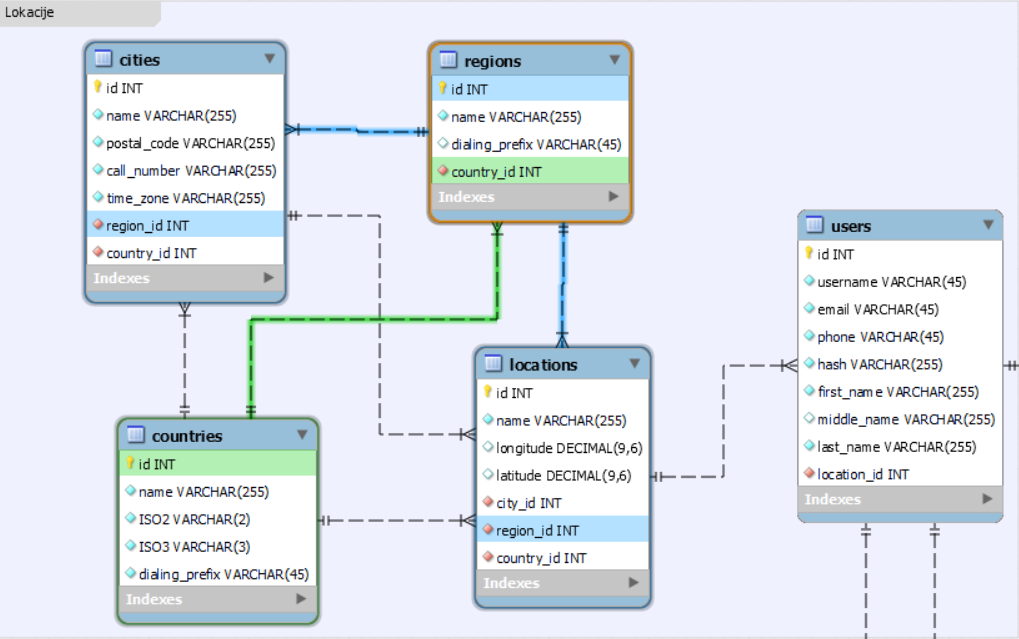 Lokacije
cities
id INT
name VARCHAR(255)
postal_code VARCHAR(255)
call_number VARCHAR(255)
time_zone VARCHAR(255)
region_id INT
country_id INT
Indexes
regions
id INT
name VARCHAR(255)
dialing_prefix VARCHAR(45)
country_id INT
Indexes
users
id INT
username VARCHAR(45)
email VARCHAR(45)
phone VARCHAR(45)
hash VARCHAR(255)
first_name VARCHAR(255)
middle_name VARCHAR(255)
last_name VARCHAR(255)
location_id INT
Indexes
locations
id INT
name VARCHAR(255)
longitude DECIMAL(9,6)
latitude DECIMAL(9,6)
city_id INT
region_id INT
country_id INT
Indexes
countries
id INT
name VARCHAR(255)
ISO2 VARCHAR(2)
ISO3 VARCHAR(3)
dialing_prefix VARCHAR(45)
Indexes